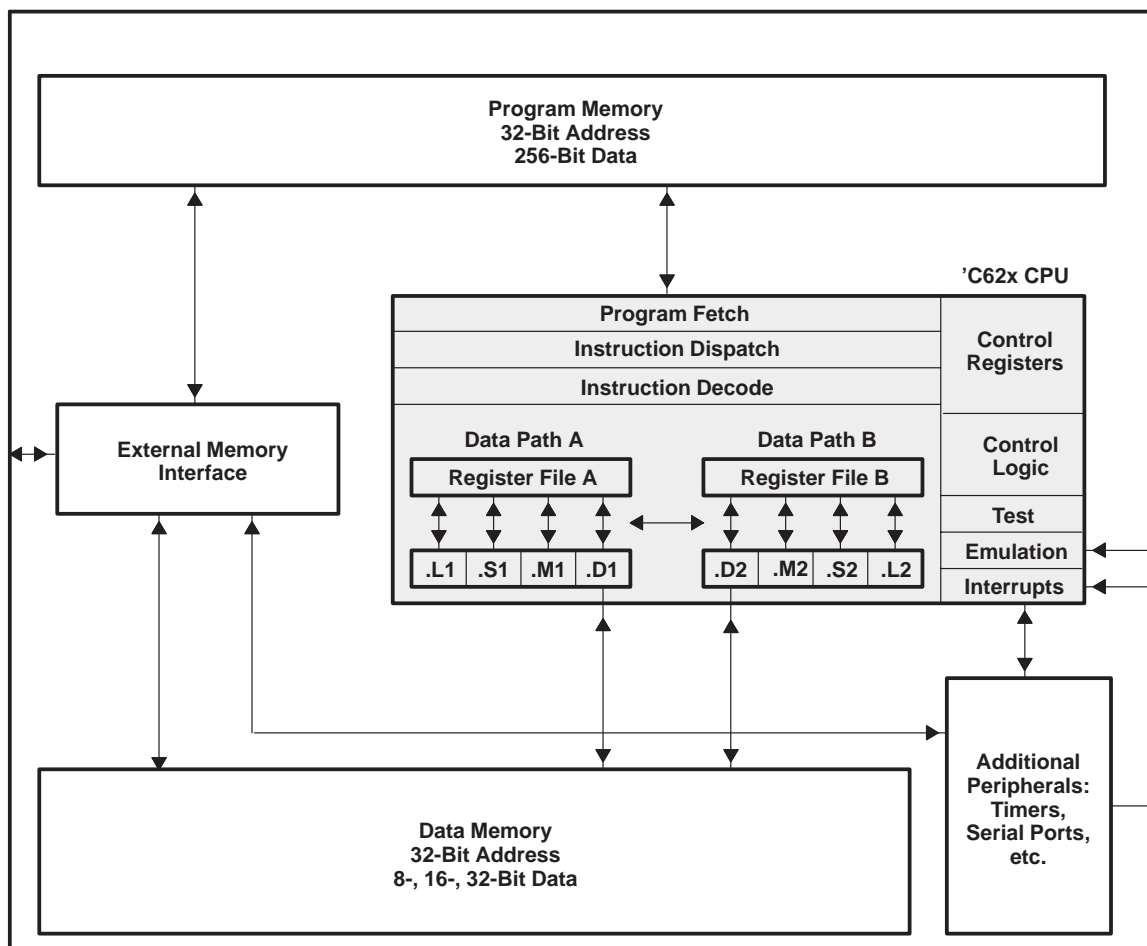 Program Memory
32-Bit Address
256-Bit Data
'C62x CPU
Program Fetch
Instruction Dispatch
Instruction Decode
Control
Registers
Control
Logic
Test
Emulation
Interrupts
Data Path A
Data Path B
Register File A
Register File B
.L1 .S1 .M1 .D1
.D2 .M2 .S2 .L2
External Memory
Interface
Data Memory
32-Bit Address
8-, 16-, 32-Bit Data
Additional
Peripherals:
Timers,
Serial Ports,
etc.